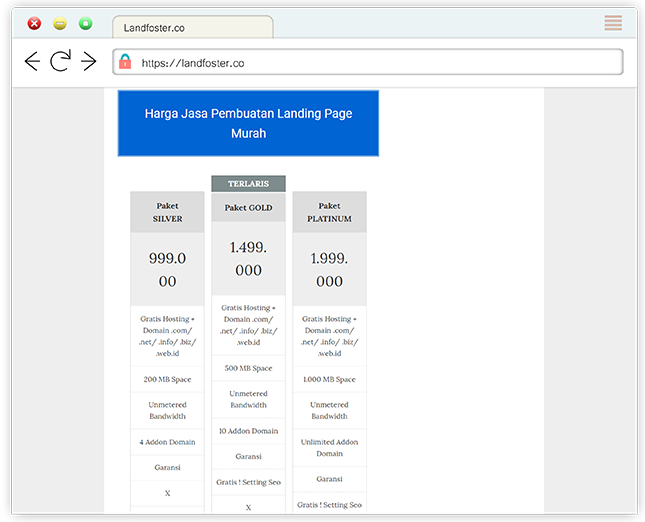 Landfoster.co
https://landfoster.co
Harga Jasa Pembuatan Landing Page
Murah
Paket
SILVER
999.0
00
Gratis Hosting +
Domain .com/
.net/ .info/ .biz/
.web.id
200 MB Space
Unmetered
Bandwidth
4 Addon Domain
Garansi
X
TERLARIS
Paket GOLD
1.499.
000
Gratis Hosting +
Domain .com/
.net/ .info/ .biz/
.web.id
500 MB Space
Unmetered
Bandwidth
10 Addon Domain
Garansi
Gratis ! Setting Seo
X
Paket
PLATINUM
1.999.
000
Gratis Hosting +
Domain .com/
.net/ .info/ .biz/
.web.id
1.000 MB Space
Unmetered
Bandwidth
Unlimited Addon
Domain
Garansi
Gratis ! Setting Seo